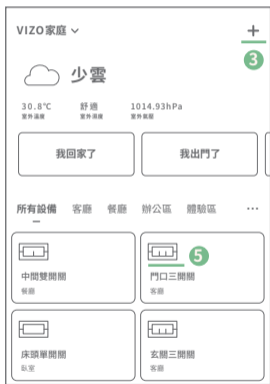 VIZO家庭
+
3
少雲
30.8°C 舒適 1014.93hPa
室外溫度 室外濕度 室外氣壓
我回家了 我出門了
所有設備 客廳 餐廳 辦公區 體驗區 ...
5
中間雙開關 門口三開關
餐廳 客廳
床頭單開關 玄關三開關
臥室 客廳